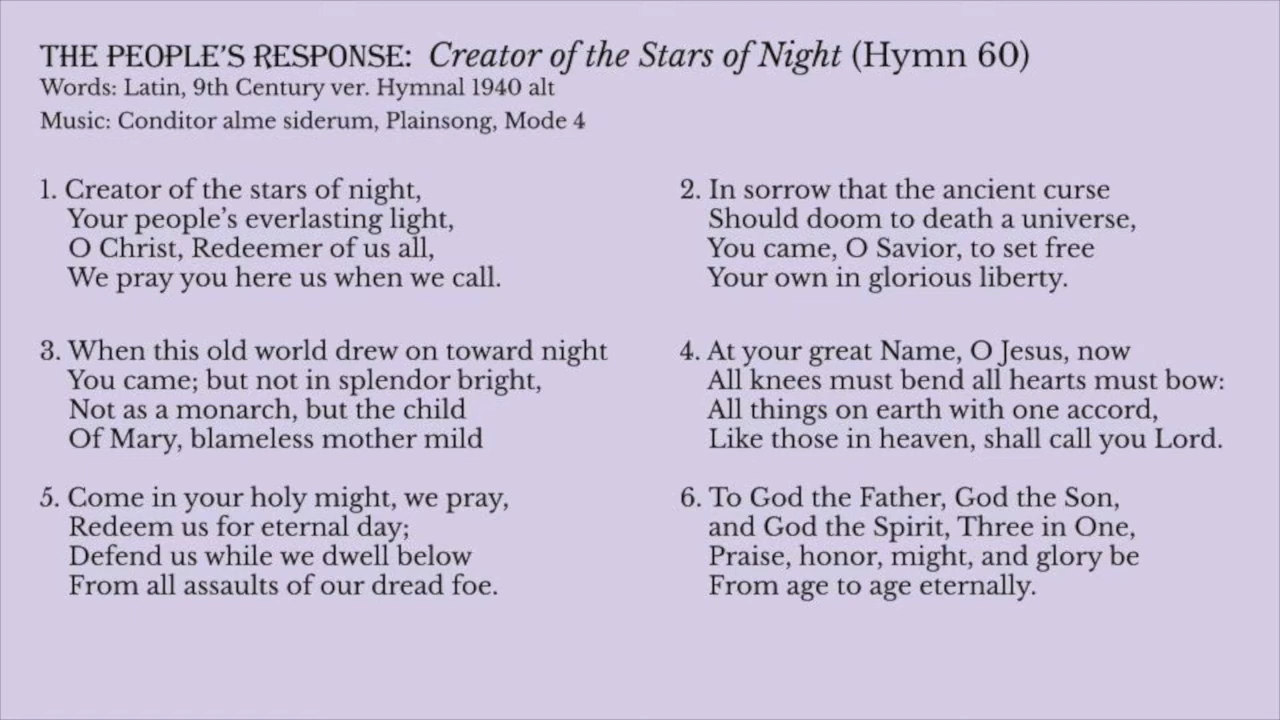 THE PEOPLE'S RESPONSE: Creator of the Stars of Night (Hymn 60)
Words: Latin, 9th Century ver. Hymnal 1940 alt
Music: Conditor alme siderum, Plainsong, Mode 4
1. Creator of the stars of night,
Your people's everlasting light,
O Christ, Redeemer of us all,
We pray you here us when we call.
2. In sorrow that the ancient curse
Should doom to death a universe,
You came, O Savior, to set free
Your own in glorious liberty.
3. When this old world drew on toward night
You came; but not in splendor bright,
Not as a monarch, but the child
Of Mary, blameless mother mild
4. At your great Name, O Jesus, now
All knees must bend all hearts must bow:
All things on earth with one accord,
Like those in heaven, shall call you Lord.
5. Come in your holy might, we pray,
Redeem us for eternal day;
Defend us while we dwell below
From all assaults of our dread foe.
6. To God the Father, God the Son,
and God the Spirit, Three in One,
Praise, honor, might, and glory be
From age to age eternally.